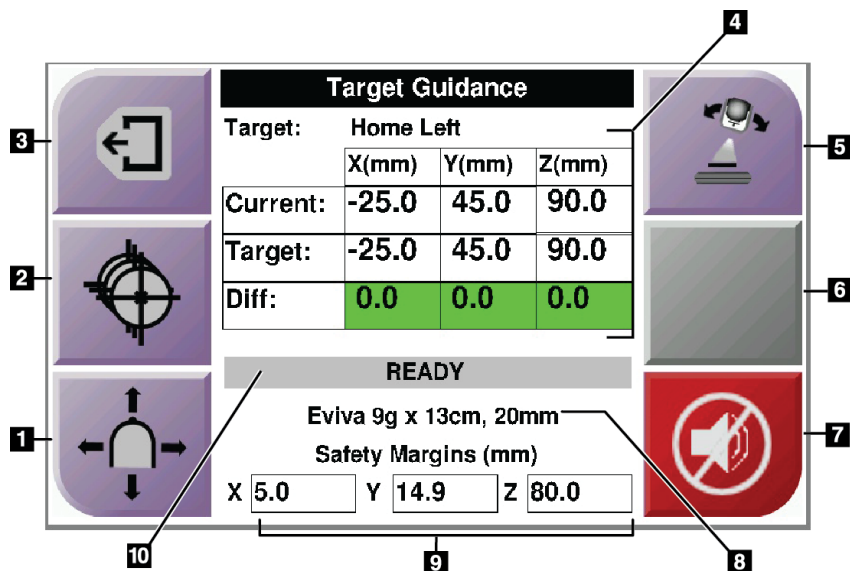 4
Target Guidance
3
Target: Home Left
5
X(mm) Y(mm) Z(mm)
Current: -25.0 45.0 90.0
Target: -25.0 45.0 90.0
2
6
Diff: 0.0 0.0 0.0
READY
Eviva 9g x 13cm, 20mm
1
7
Safety Margins (mm)
X 5.0 Y 14.9 Z 80.0
10
9
8